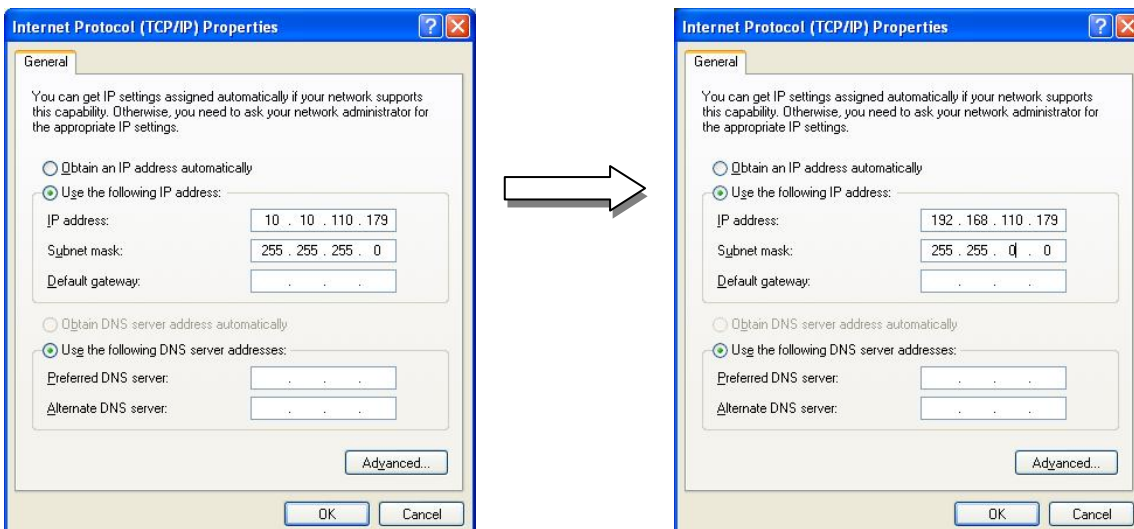 Internet Protocol (TCP/IP) Properties
General
You can get IP settings assigned automatically if your network supports
this capability. Otherwise, you need to ask your network administrator for
the appropriate IP settings.
Obtain an IP address automatically
Use the following IP address:
IP address: 10 . 10 . 110 . 179
Subnet mask: 255 . 255 . 255 . 0
Default gateway: . . .
Obtain DNS server address automatically
Use the following DNS server addresses:
Preferred DNS server: . . .
Alternate DNS server: . . .
Advanced...
OK Cancel
Internet Protocol (TCP/IP) Properties
General
You can get IP settings assigned automatically if your network supports
this capability. Otherwise, you need to ask your network administrator for
the appropriate IP settings.
Obtain an IP address automatically
Use the following IP address:
IP address: 192 . 168 . 110 . 179
Subnet mask: 255 . 255 . 0 . 0
Default gateway: . . .
Obtain DNS server address automatically
Use the following DNS server addresses:
Preferred DNS server: . . .
Alternate DNS server: . . .
Advanced...
OK Cancel